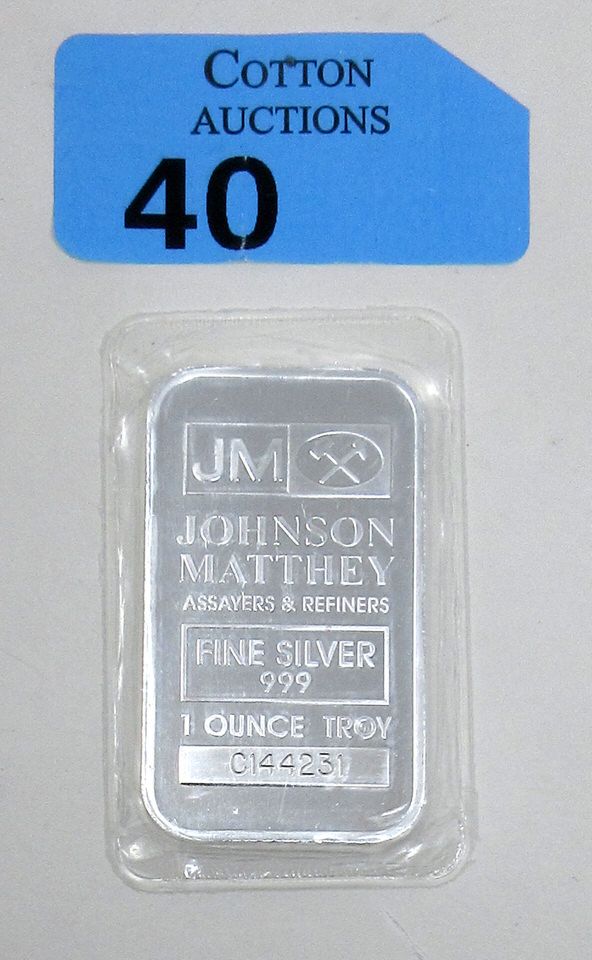 COTTON
AUCTIONS
40
JM
JOHNSON
MATTHEY
ASSAYERS & REFINERS
FINE SILVER
999
1 OUNCE TROY
C144231